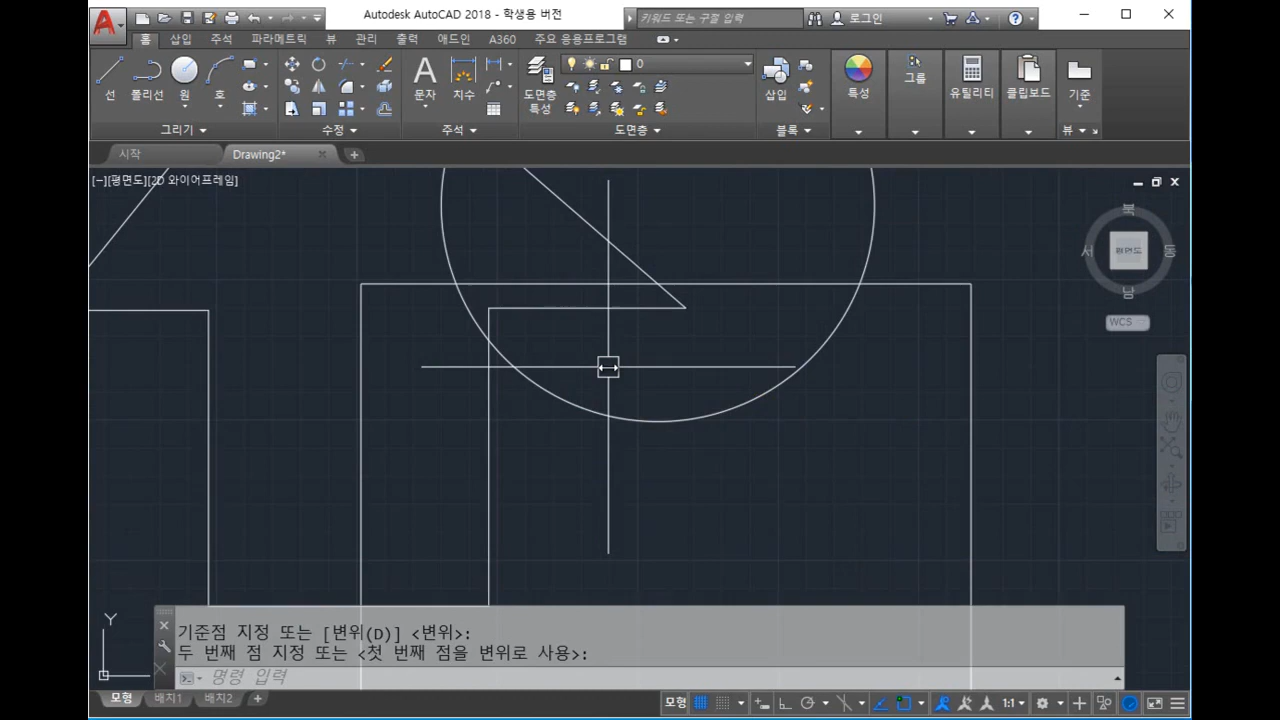 Autodesk AutoCAD 2018 - 학생용 버전
키워드 또는 구절 입력
로그인
홈 삽입 주석 파라메트릭 뷰 관리 출력 애드인 A360 주요 응용프로그램
선 폴리선 원 호
문자 치수
도면층 특성
0
삽입
특성
그룹
유틸리티
클립보드
기준
그리기 수정 주석 도면층 블록 뷰
시작
Drawing2*
[−][평면도][2D 와이어프레임]
북
서 평면도 동
남
WCS
Y
기준점 지정 또는 [변위(D)] <변위>:
두 번째 점 지정 또는 <첫 번째 점을 변위로 사용>:
명령 입력
모형 배치1 배치2
모형
1:1